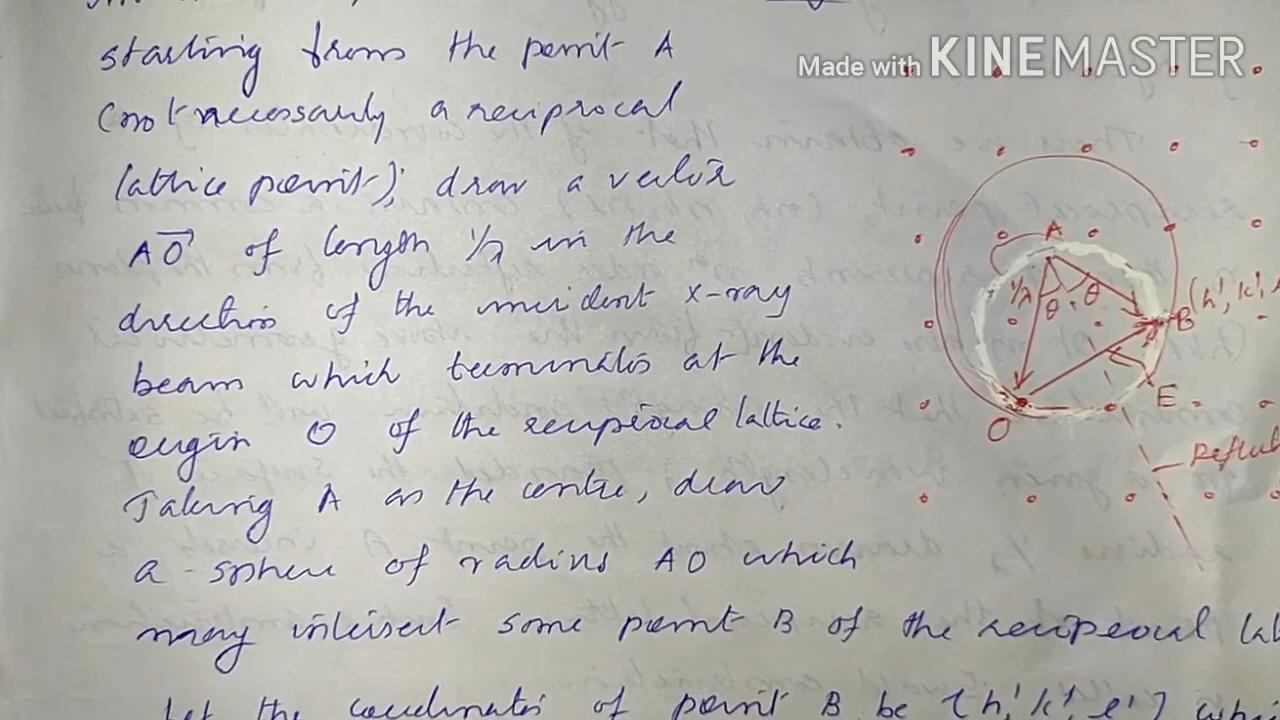 Made with KINEMASTER
starting from the point A
(not necessarily a reciprocal
lattice point), draw a vector
AO of length 1/λ in the
direction of the incident x-ray
beam which terminates at the
origin O of the reciprocal lattice.
Taking A as the centre, draw
a sphere of radius AO which
may intersect some point B of the reciprocal la
Let the coordinates of point B be (h', k', l')
A
1/λ
θ θ
B (h', k',
E
O
Reflec